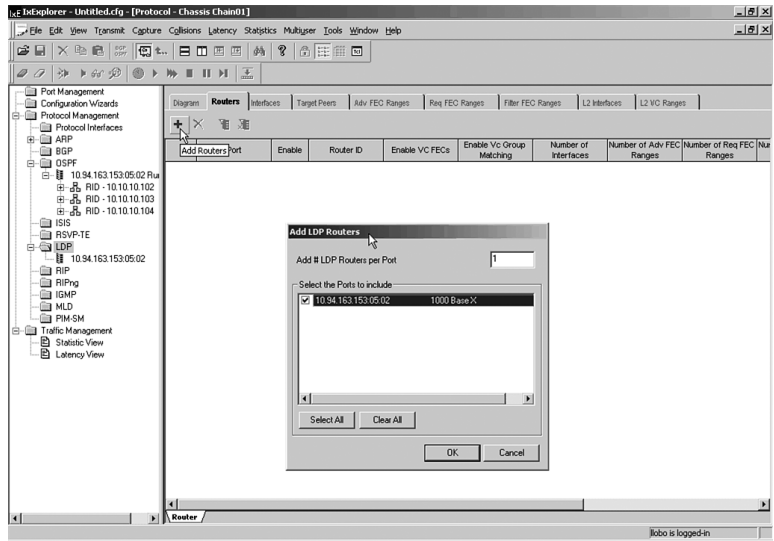 IxE IxExplorer - Untitled.cfg - [Protocol - Chassis Chain01]
File Edit View Transmit Capture Collisions Latency Statistics Multiuser Tools Window Help
BGP
OSPF
Port Management
Configuration Wizards
Protocol Management
Protocol Interfaces
ARP
BGP
OSPF
10.94.163.153:05:02 Ru
RID - 10.10.10.102
RID - 10.10.10.103
RID - 10.10.10.104
ISIS
RSVP-TE
LDP
10.94.163.153:05:02
RIP
RIPng
IGMP
MLD
PIM-SM
Traffic Management
Statistic View
Latency View
Diagram Routers Interfaces Target Peers Adv FEC Ranges Req FEC Ranges Filter FEC Ranges L2 Interfaces L2 VC Ranges
Add Routers
Port Enable Router ID Enable VC FECs Enable Vc Group Matching Number of Interfaces Number of Adv FEC Ranges Number of Req FEC Ranges Nur
Add LDP Routers
Add # LDP Routers per Port 1
Select the Ports to include
10.94.163.153:05:02 1000 Base X
Select All Clear All
OK Cancel
Router
llobo is logged-in